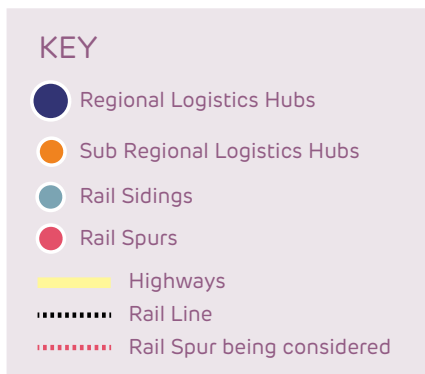 KEY
Regional Logistics Hubs
Sub Regional Logistics Hubs
Rail Sidings
Rail Spurs
Highways
Rail Line
Rail Spur being considered